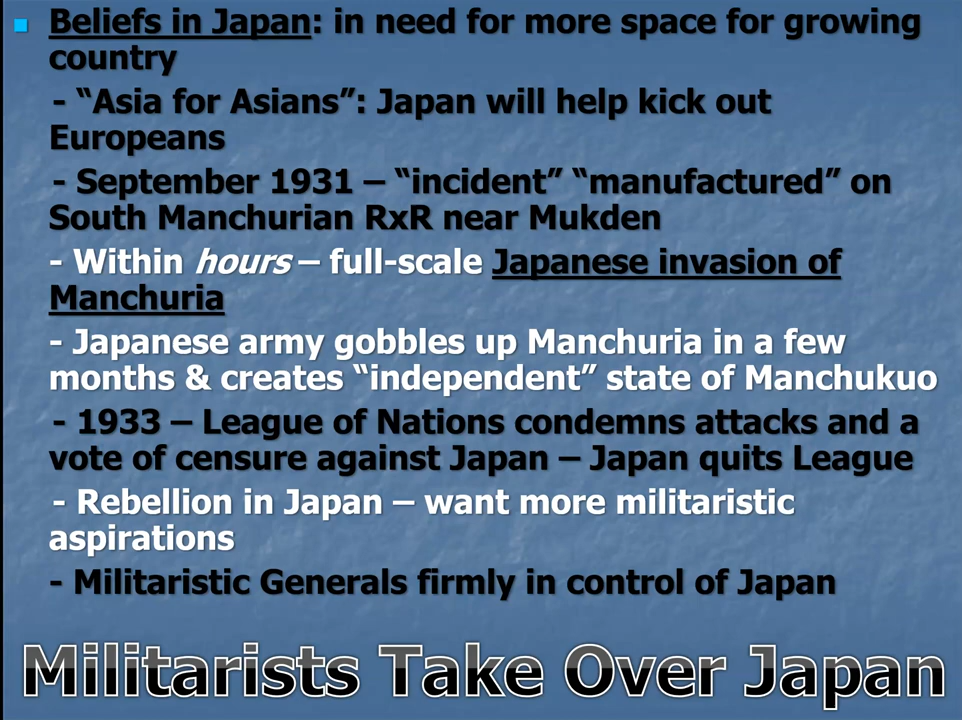 Beliefs in Japan: in need for more space for growing
country
- “Asia for Asians”: Japan will help kick out
Europeans
- September 1931 – “incident” “manufactured” on
South Manchurian RxR near Mukden
- Within hours – full-scale Japanese invasion of
Manchuria
- Japanese army gobbles up Manchuria in a few
months & creates “independent” state of Manchukuo
- 1933 – League of Nations condemns attacks and a
vote of censure against Japan – Japan quits League
- Rebellion in Japan – want more militaristic
aspirations
- Militaristic Generals firmly in control of Japan
Militarists Take Over Japan